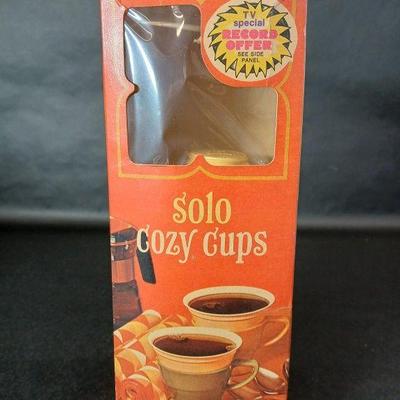 TV
special
RECORD
OFFER
SEE SIDE
PANEL
solo
cozy cups